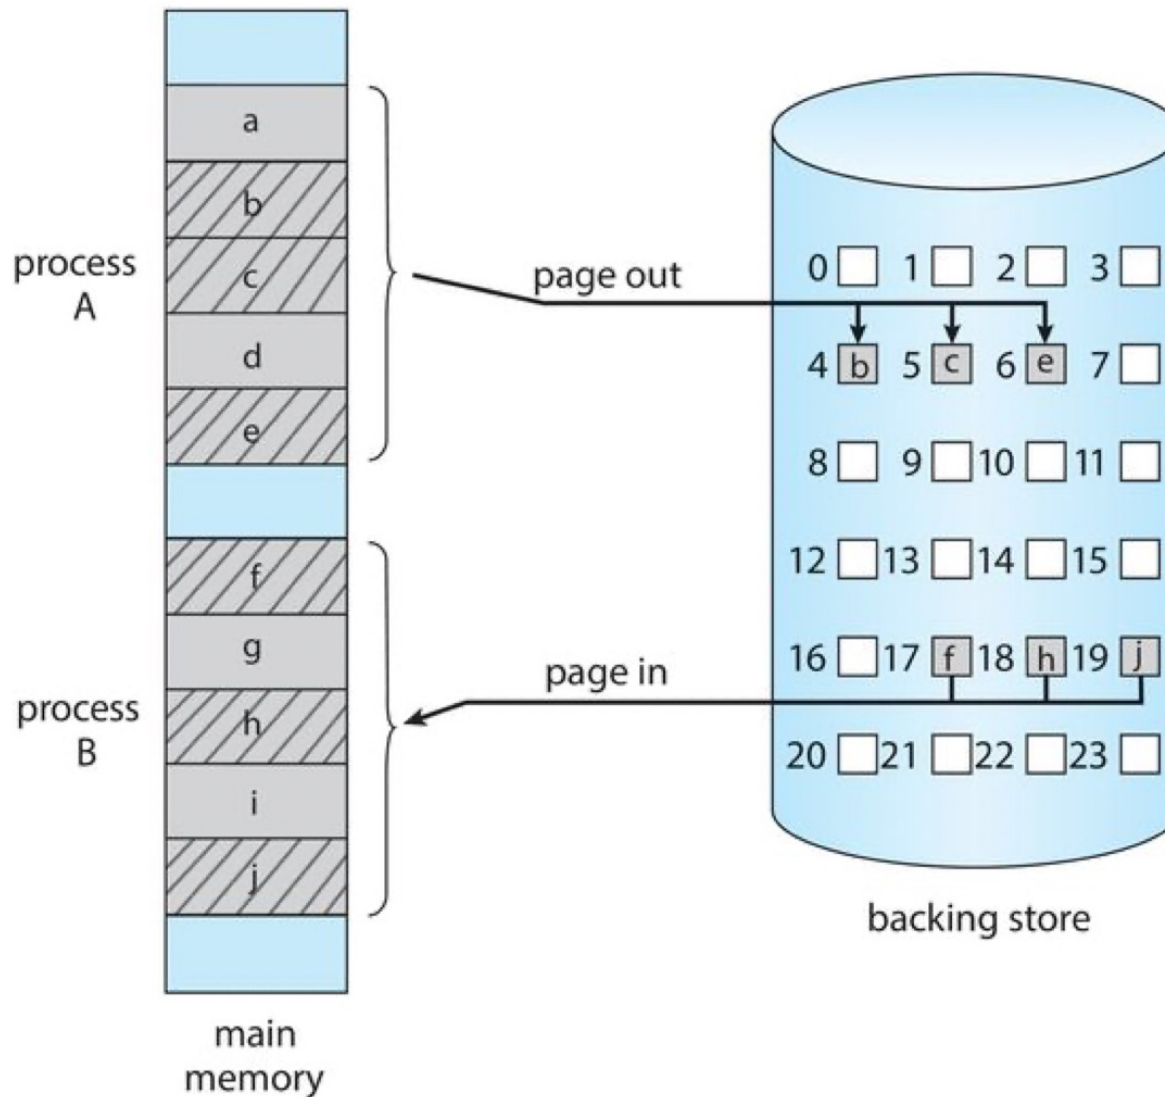 a
b
c
d
e
process
A
f
g
h
i
j
process
B
main
memory
page out
page in
0 1 2 3
4 b 5 c 6 e 7
8 9 10 11
12 13 14 15
16 17 f 18 h 19 j
20 21 22 23
backing store